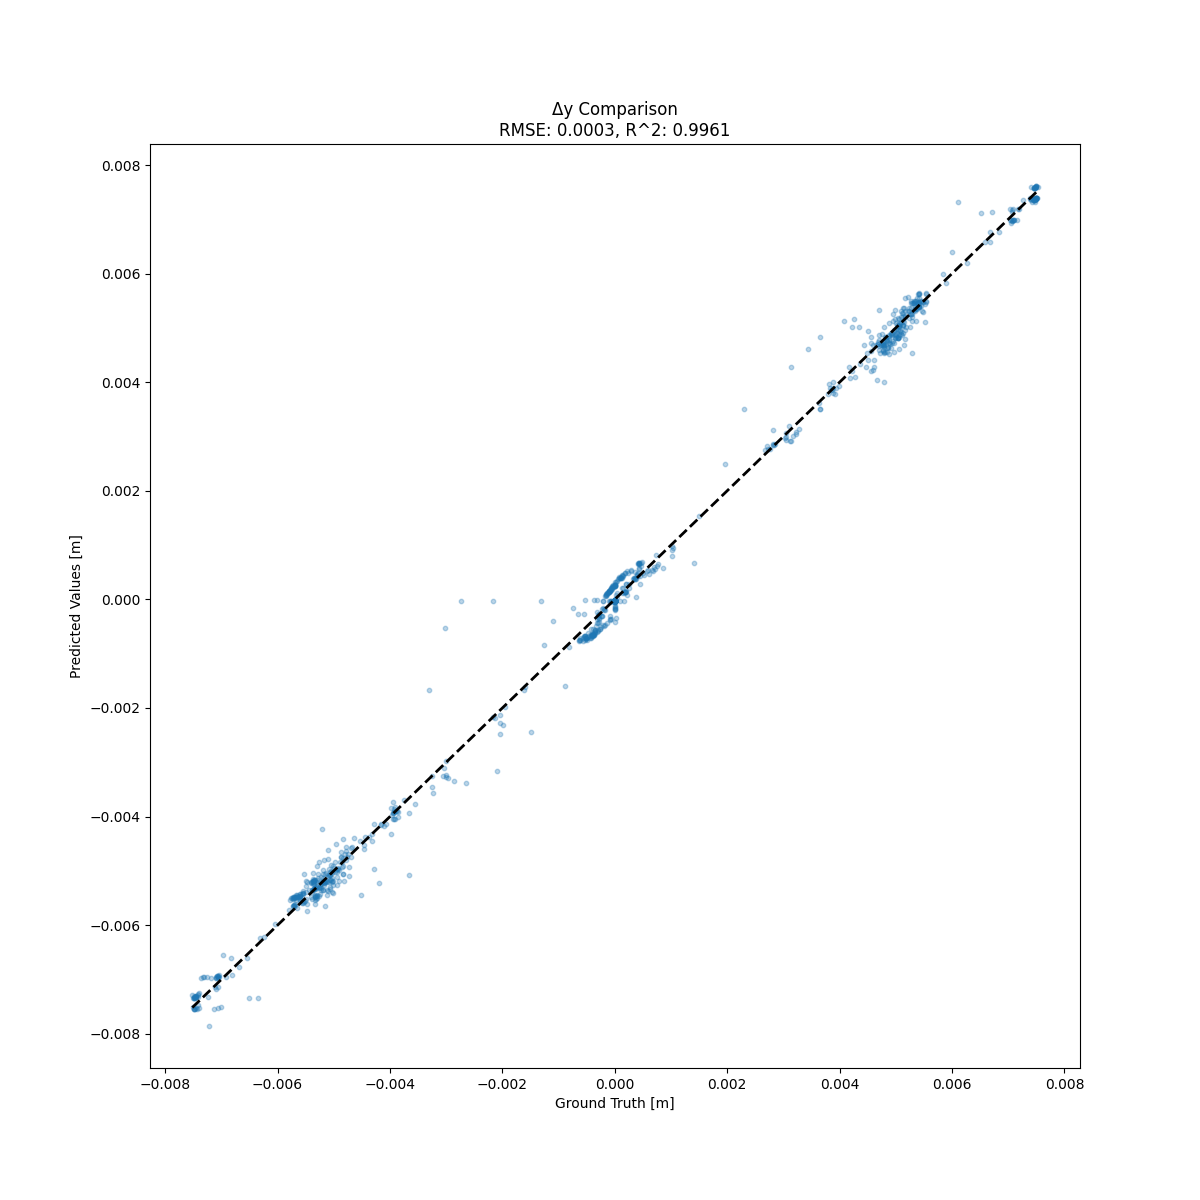 Δy Comparison
RMSE: 0.0003, R^2: 0.9961
0.008
0.006
0.004
0.002
0.000
−0.002
−0.004
−0.006
−0.008
Predicted Values [m]
−0.008 −0.006 −0.004 −0.002 0.000 0.002 0.004 0.006 0.008
Ground Truth [m]